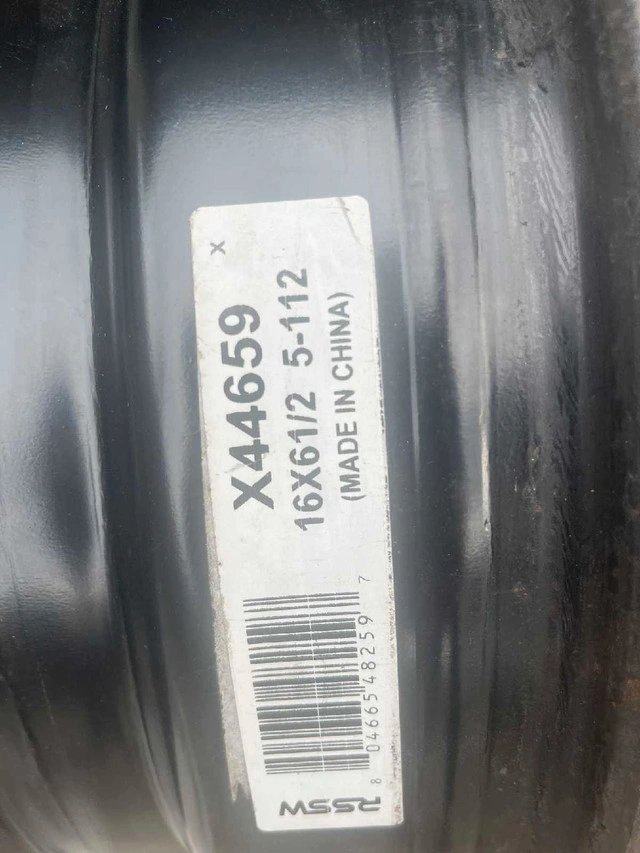 X
X44659
16X61/2 5-112
(MADE IN CHINA)
8 04665 48259 7
RSSW